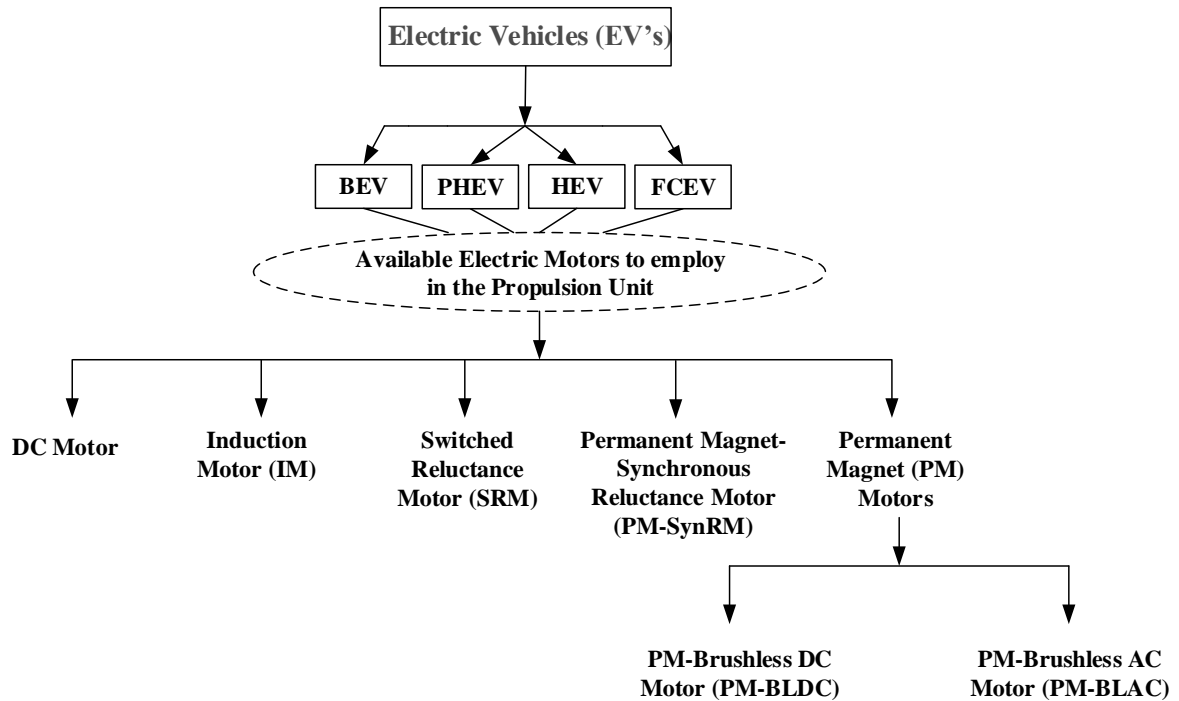 Electric Vehicles (EV's)
BEV
PHEV
HEV
FCEV
Available Electric Motors to employ
in the Propulsion Unit
DC Motor
Induction
Motor (IM)
Switched
Reluctance
Motor (SRM)
Permanent Magnet-
Synchronous
Reluctance Motor
(PM-SynRM)
Permanent
Magnet (PM)
Motors
PM-Brushless DC
Motor (PM-BLDC)
PM-Brushless AC
Motor (PM-BLAC)